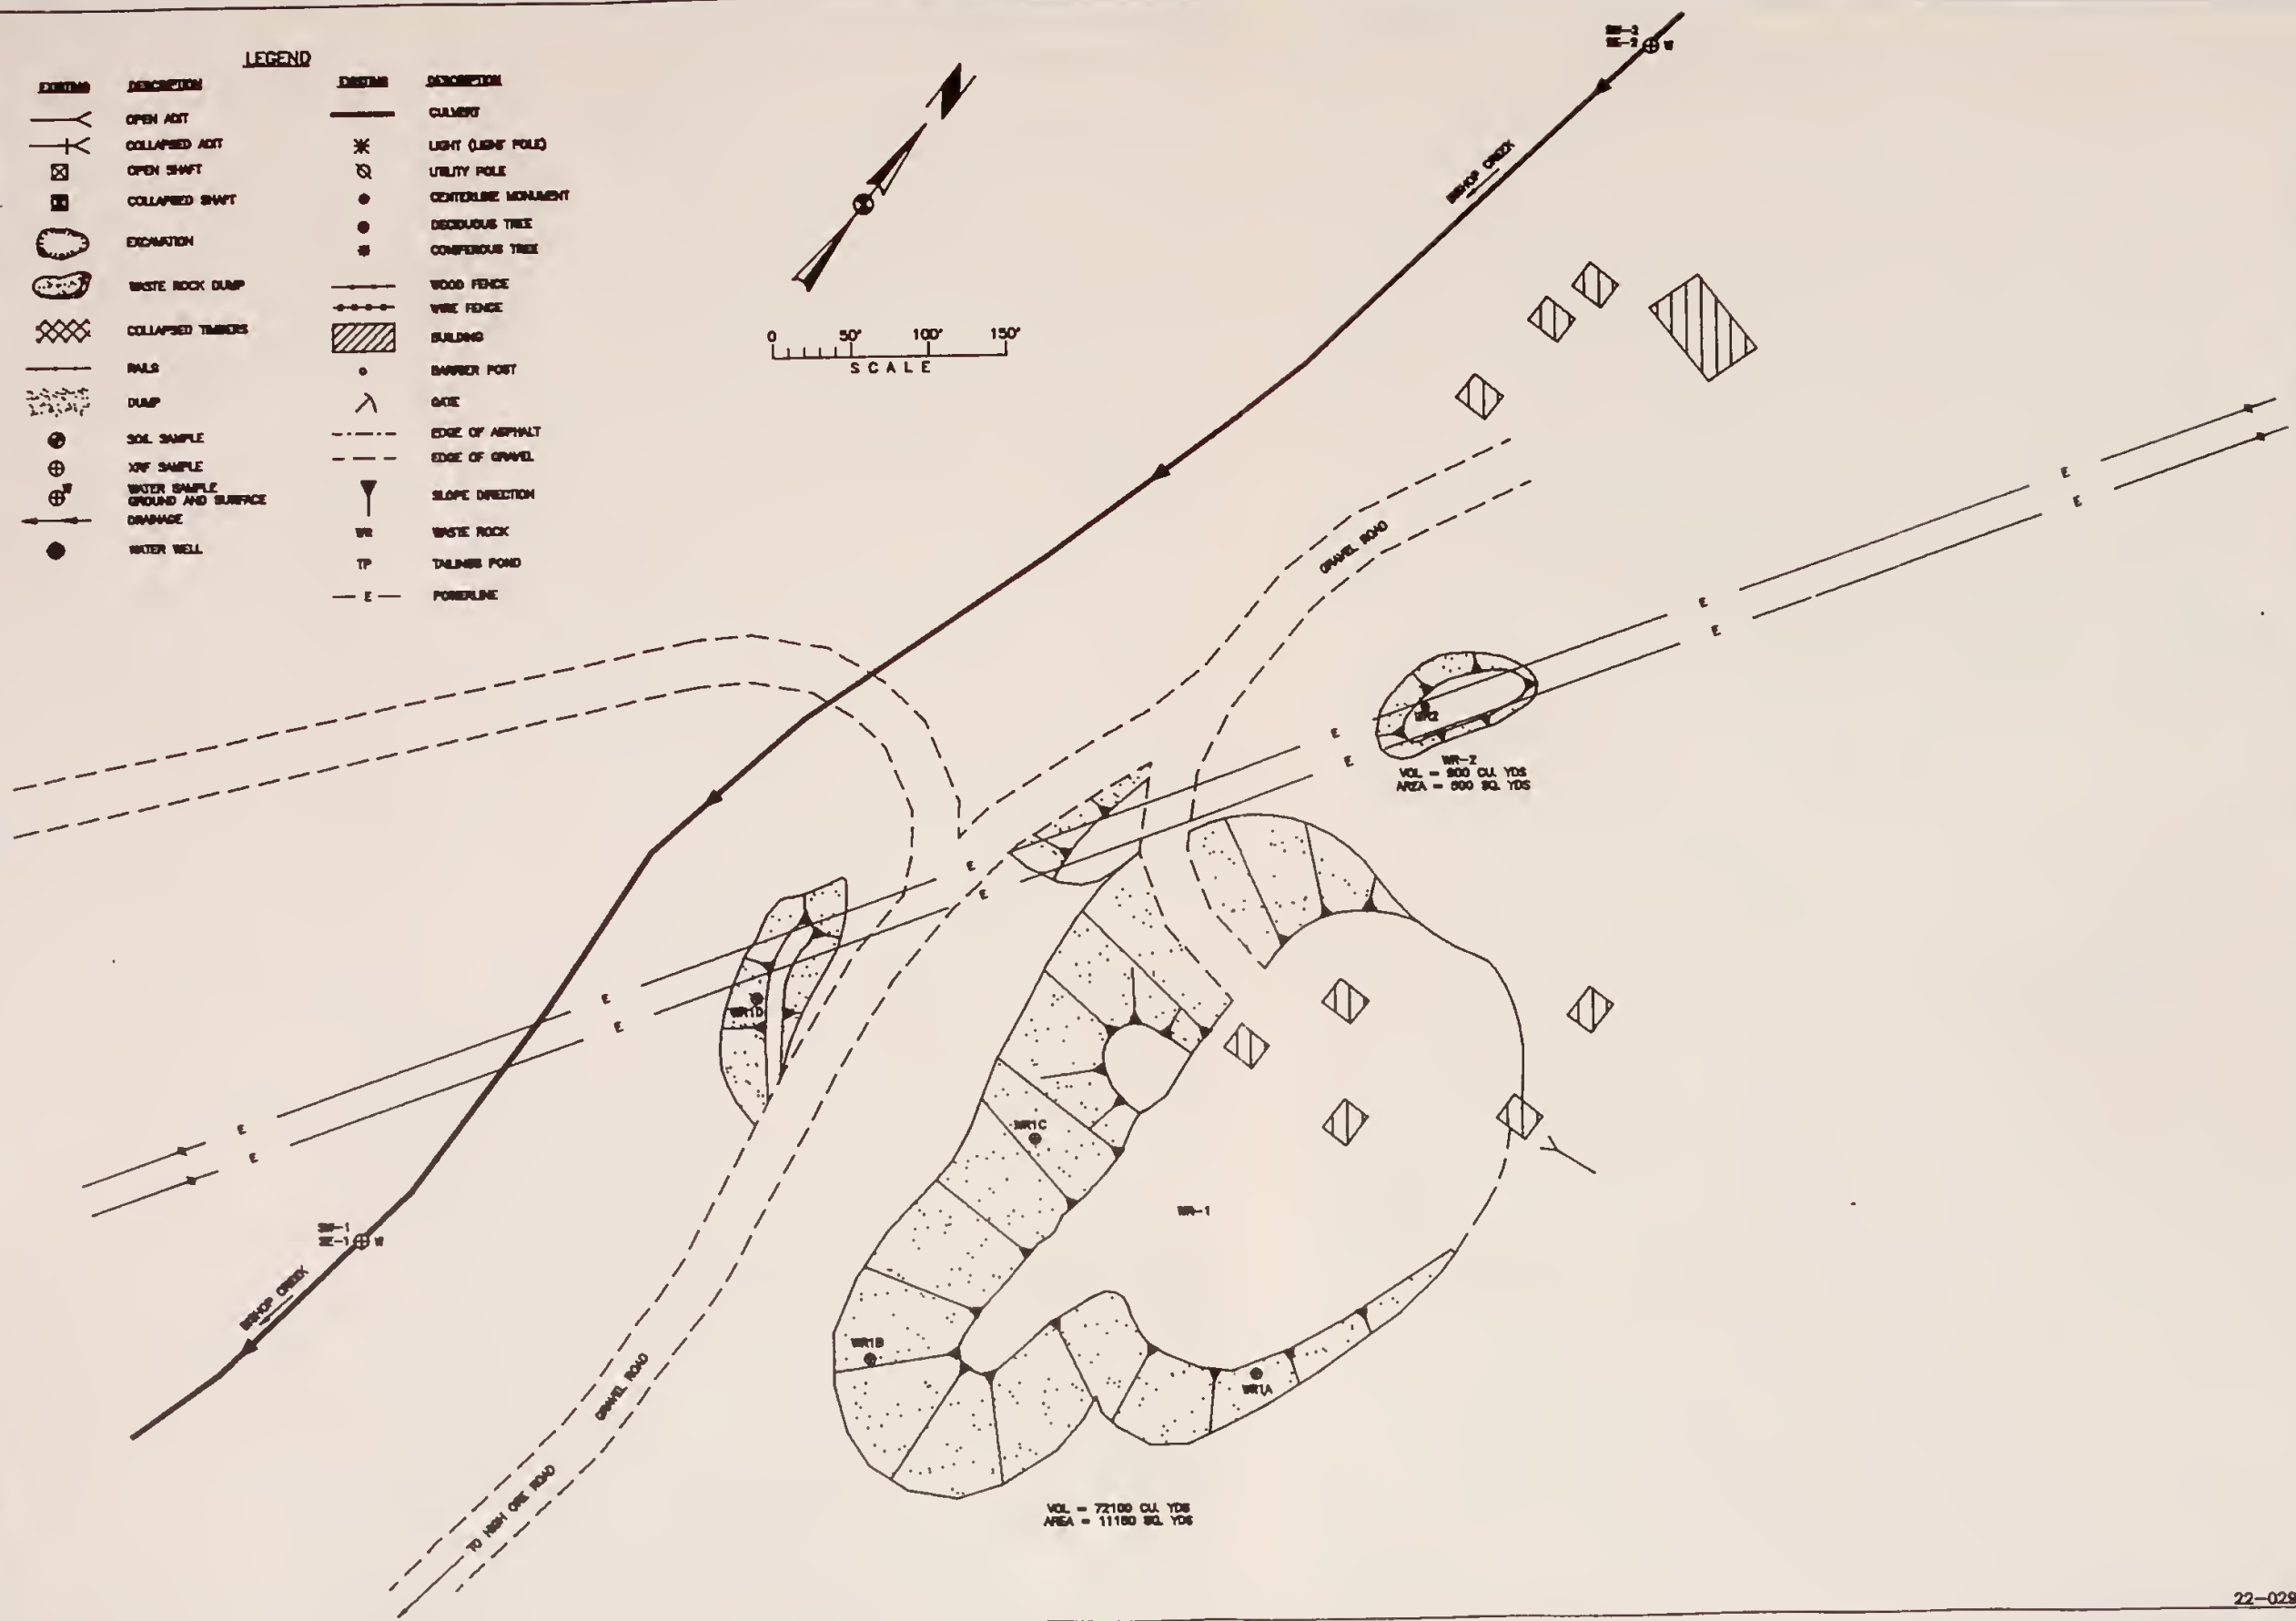 LEGEND
EXISTING DESCRIPTION
OPEN ADIT
COLLAPSED ADIT
OPEN SHAFT
COLLAPSED SHAFT
EXCAVATION
WASTE ROCK DUMP
COLLAPSED TIMBERS
RAILS
DUMP
SOIL SAMPLE
XRF SAMPLE
W
WATER SAMPLE
GROUND AND SURFACE
DRAINAGE
WATER WELL
EXISTING DESCRIPTION
CULVERT
LIGHT (LIGHT POLE)
UTILITY POLE
CENTERLINE MONUMENT
DECIDUOUS TREE
CONIFEROUS TREE
WOOD FENCE
WIRE FENCE
BUILDING
BARRIER POST
GATE
EDGE OF ASPHALT
EDGE OF GRAVEL
SLOPE DIRECTION
WR WASTE ROCK
TP TAILINGS POND
E POWERLINE
N
0 50' 100' 150'
SCALE
SW-2
SE-2
W
BISHOP CREEK
GRAVEL ROAD
E
E
E
E
E
E
WR2
WR-2
VOL = 900 CU. YDS
AREA = 500 SQ. YDS
E
E
E
E
WR1D
E
E
WR1C
WR-1
SW-1
SE-1
W
BISHOP CREEK
WR1B
WR1A
GRAVEL ROAD
TO HIGH ORE ROAD
VOL = 72100 CU. YDS
AREA = 11160 SQ. YDS
22-029